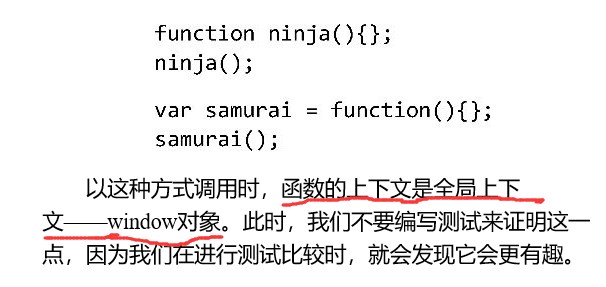 function ninja(){};
ninja();
var samurai = function(){};
samurai();
以这种方式调用时，函数的上下文是全局上下
文——window对象。此时，我们不要编写测试来证明这一
点，因为我们在进行测试比较时，就会发现它会更有趣。